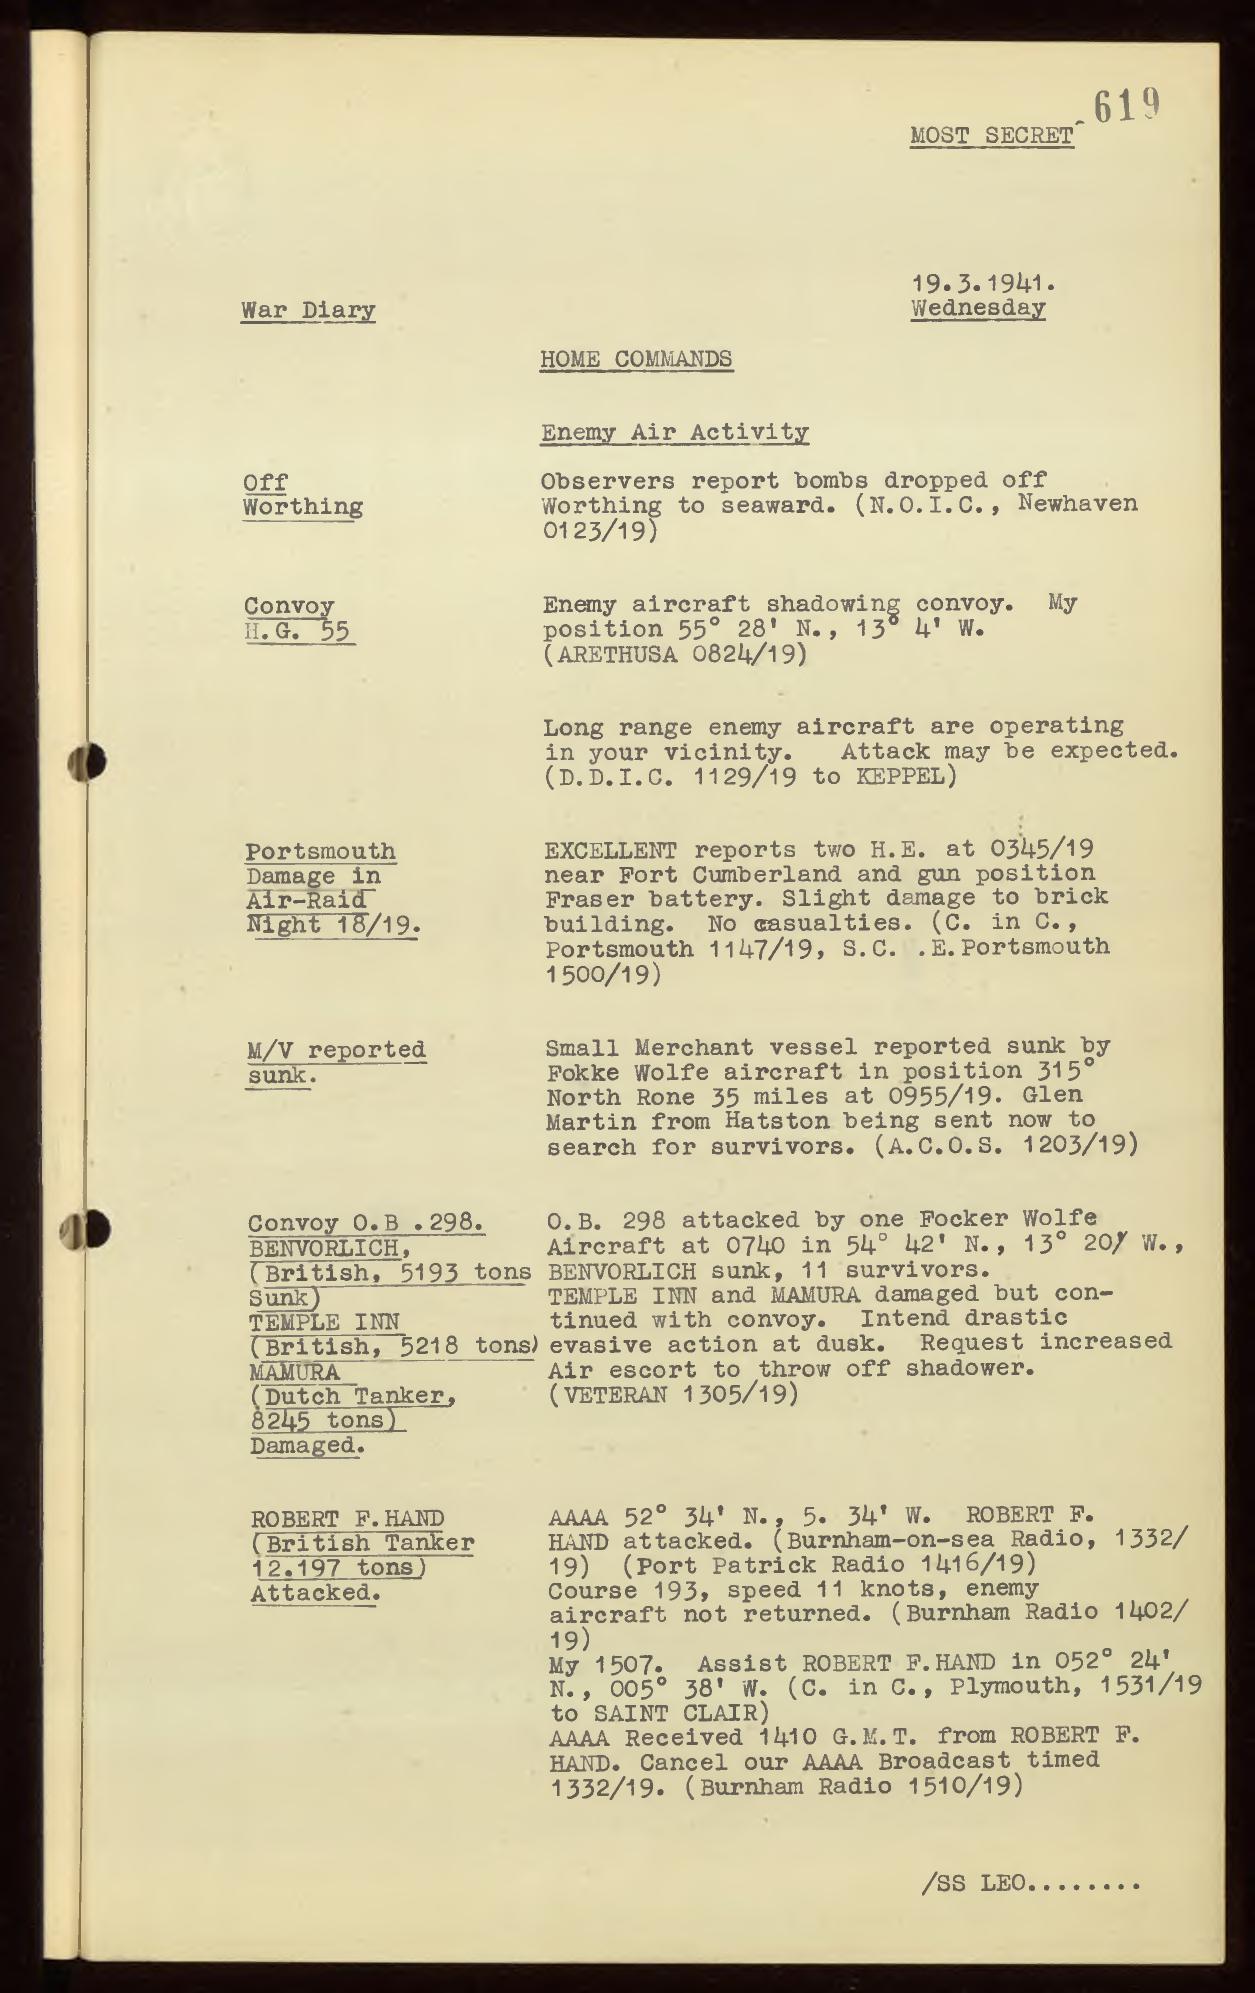 619
MOST SECRET
19.3.1941.
War Diary
Wednesday
HOME COMMANDS
Enemy Air Activity
Off
Worthing
Observers report bombs dropped off
Worthing to seaward. (N.O.I.C., Newhaven
0123/19)
Convoy
H.G. 55
Enemy aircraft shadowing convoy. My
position 55° 28' N., 13° 4' W.
(ARETHUSA 0824/19)
Long range enemy aircraft are operating
in your vicinity. Attack may be expected.
(D.D.I.C. 1129/19 to KEPPEL)
Portsmouth
Damage in
Air-Raid
Night 18/19.
EXCELLENT reports two H.E. at 0345/19
near Fort Cumberland and gun position
Fraser battery. Slight damage to brick
building. No casualties. (C. in C.,
Portsmouth 1147/19, S.C. .E.Portsmouth
1500/19)
M/V reported
sunk.
Small Merchant vessel reported sunk by
Fokke Wolfe aircraft in position 315°
North Rone 35 miles at 0955/19. Glen
Martin from Hatston being sent now to
search for survivors. (A.C.O.S. 1203/19)
Convoy O.B .298.
BENVORLICH,
(British, 5193 tons
Sunk)
TEMPLE INN
(British, 5218 tons)
MAMURA
(Dutch Tanker,
8245 tons)
Damaged.
O.B. 298 attacked by one Focker Wolfe
Aircraft at 0740 in 54° 42' N., 13° 20' W.,
BENVORLICH sunk, 11 survivors.
TEMPLE INN and MAMURA damaged but con-
tinued with convoy. Intend drastic
evasive action at dusk. Request increased
Air escort to throw off shadower.
(VETERAN 1305/19)
ROBERT F.HAND
(British Tanker
12.197 tons)
Attacked.
AAAA 52° 34' N., 5. 34' W. ROBERT F.
HAND attacked. (Burnham-on-sea Radio, 1332/
19) (Port Patrick Radio 1416/19)
Course 193, speed 11 knots, enemy
aircraft not returned. (Burnham Radio 1402/
19)
My 1507. Assist ROBERT F.HAND in 052° 24'
N., 005° 38' W. (C. in C., Plymouth, 1531/19
to SAINT CLAIR)
AAAA Received 1410 G.M.T. from ROBERT F.
HAND. Cancel our AAAA Broadcast timed
1332/19. (Burnham Radio 1510/19)
/SS LEO........